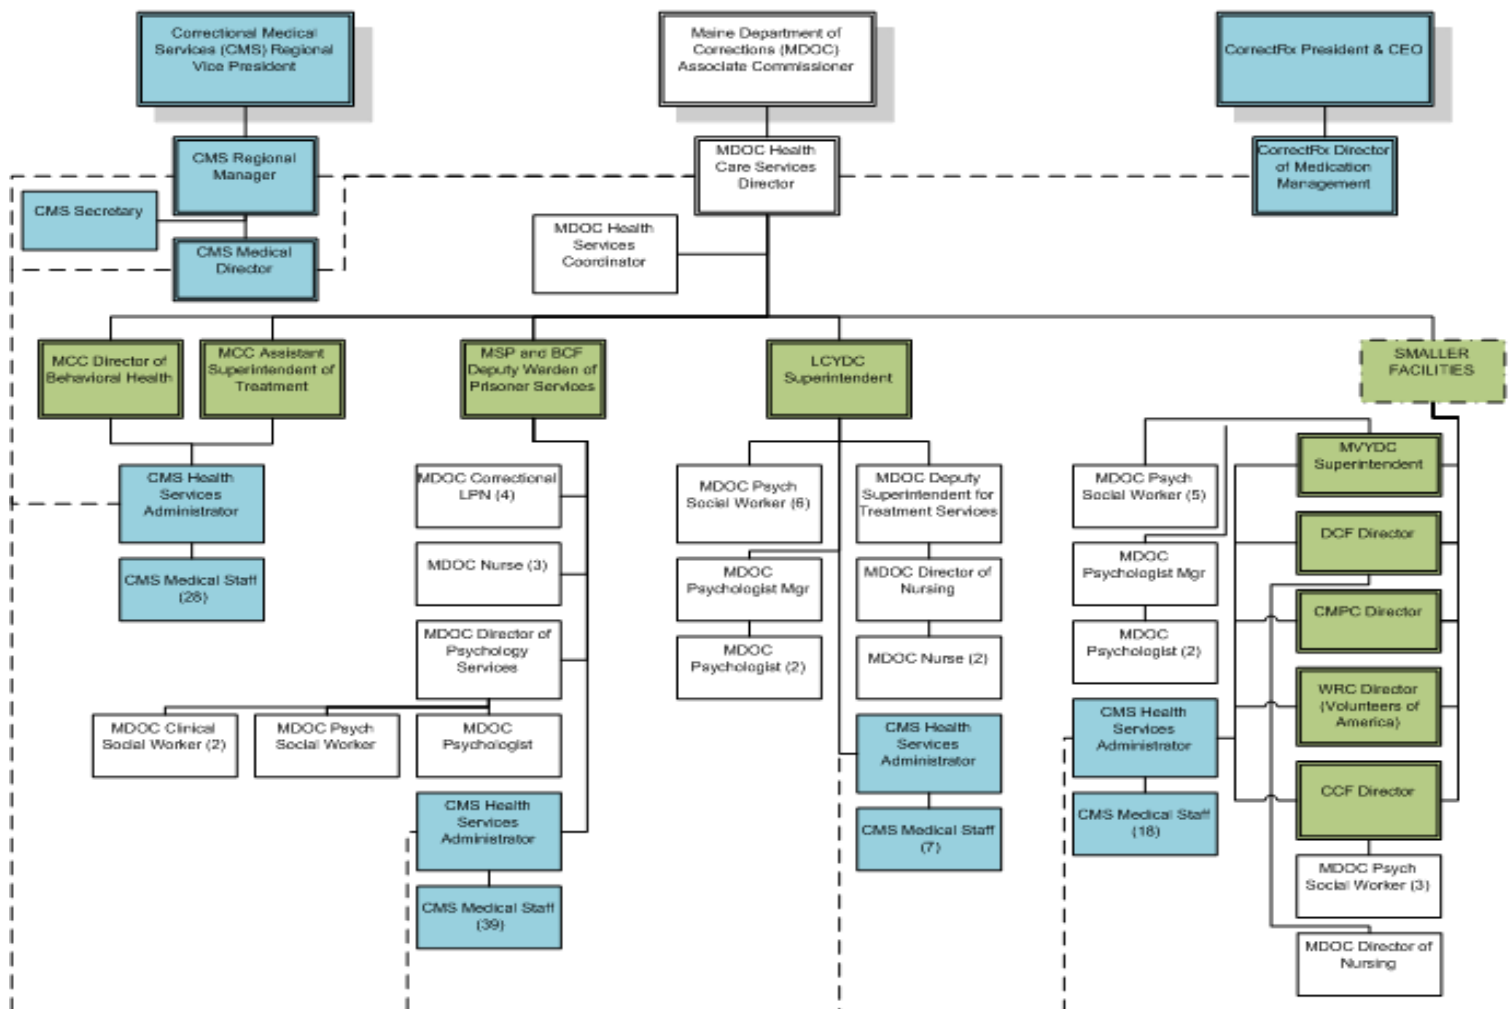 Correctional Medical
Services (CMS) Regional
Vice President
Maine Department of
Corrections (MDOC)
Associate Commissioner
CorrectRx President & CEO
CMS Regional
Manager
MDOC Health
Care Services
Director
CorrectRx Director
of Medication
Management
CMS Secretary
CMS Medical
Director
MDOC Health
Services
Coordinator
MCC Director of
Behavioral Health
MCC Assistant
Superintendent of
Treatment
MSP and BCF
Deputy Warden of
Prisoner Services
LCYDC
Superintendent
SMALLER
FACILITIES
CMS Health
Services
Administrator
CMS Medical Staff
(28)
MDOC Correctional
LPN (4)
MDOC Nurse (3)
MDOC Director of
Psychology
Services
MDOC Clinical
Social Worker (2)
MDOC Psych
Social Worker
MDOC
Psychologist
CMS Health
Services
Administrator
CMS Medical Staff
(39)
MDOC Psych
Social Worker (6)
MDOC
Psychologist Mgr
MDOC
Psychologist (2)
MDOC Deputy
Superintendent for
Treatment Services
MDOC Director of
Nursing
MDOC Nurse (2)
CMS Health
Services
Administrator
CMS Medical Staff
(7)
MDOC Psych
Social Worker (5)
MDOC
Psychologist Mgr
MDOC
Psychologist (2)
CMS Health
Services
Administrator
CMS Medical Staff
(18)
MVYDC
Superintendent
DCF Director
CMPC Director
WRC Director
(Volunteers of
America)
CCF Director
MDOC Psych
Social Worker (3)
MDOC Director of
Nursing